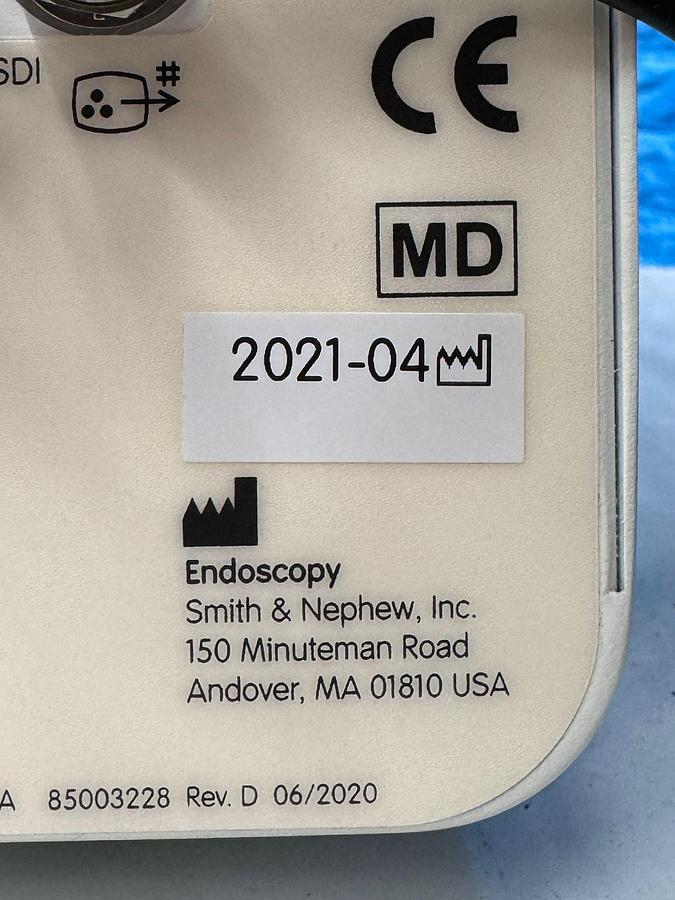 SDI
#
CE
MD
2021-04
Endoscopy
Smith & Nephew, Inc.
150 Minuteman Road
Andover, MA 01810 USA
A 85003228 Rev. D 06/2020